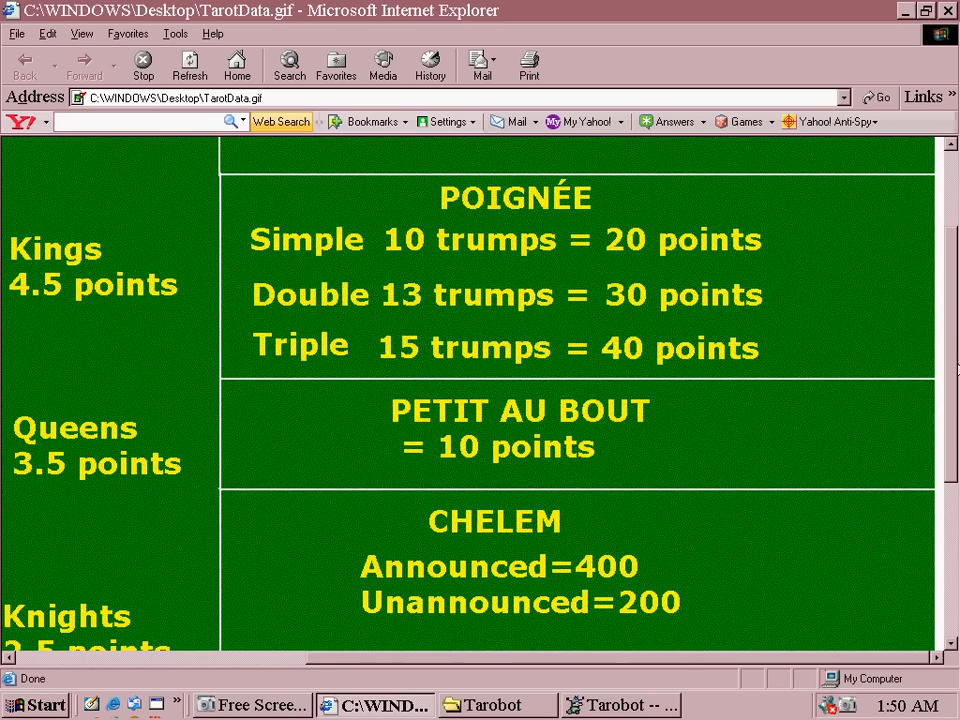 C:\WINDOWS\Desktop\TarotData.gif - Microsoft Internet Explorer
File Edit View Favorites Tools Help
Back Forward Stop Refresh Home Search Favorites Media History Mail Print
Address C:\WINDOWS\Desktop\TarotData.gif Go Links »
Y! Web Search Bookmarks Settings Mail My Yahoo! Answers Games Yahoo! Anti-Spy
POIGNÉE
Simple 10 trumps = 20 points
Double 13 trumps = 30 points
Triple 15 trumps = 40 points
Kings
4.5 points
PETIT AU BOUT
= 10 points
Queens
3.5 points
CHELEM
Announced=400
Unannounced=200
Knights
2.5 points
Done My Computer
Start » Free Scree... C:\WIND... Tarobot Tarobot -- ... 1:50 AM